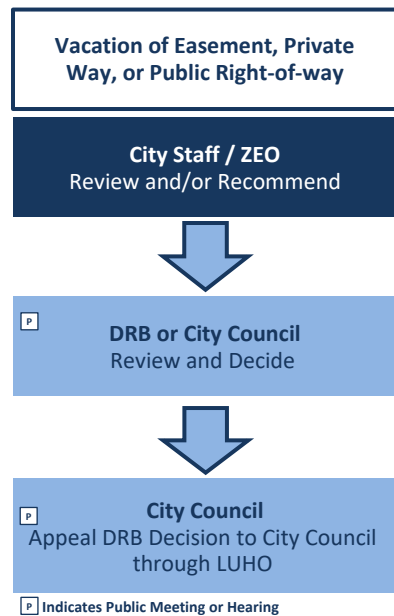 Vacation of Easement, Private
Way, or Public Right-of-way
City Staff / ZEO
Review and/or Recommend
P
DRB or City Council
Review and Decide
P
City Council
Appeal DRB Decision to City Council
through LUHO
P Indicates Public Meeting or Hearing